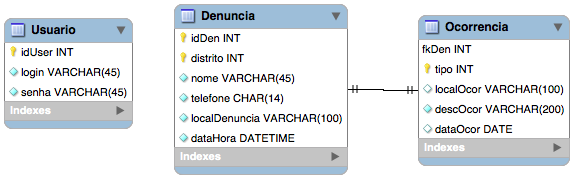 Usuario
idUser INT
login VARCHAR(45)
senha VARCHAR(45)
Indexes
Denuncia
idDen INT
distrito INT
nome VARCHAR(45)
telefone CHAR(14)
localDenuncia VARCHAR(100)
dataHora DATETIME
Indexes
Ocorrencia
fkDen INT
tipo INT
localOcor VARCHAR(100)
descOcor VARCHAR(200)
dataOcor DATE
Indexes